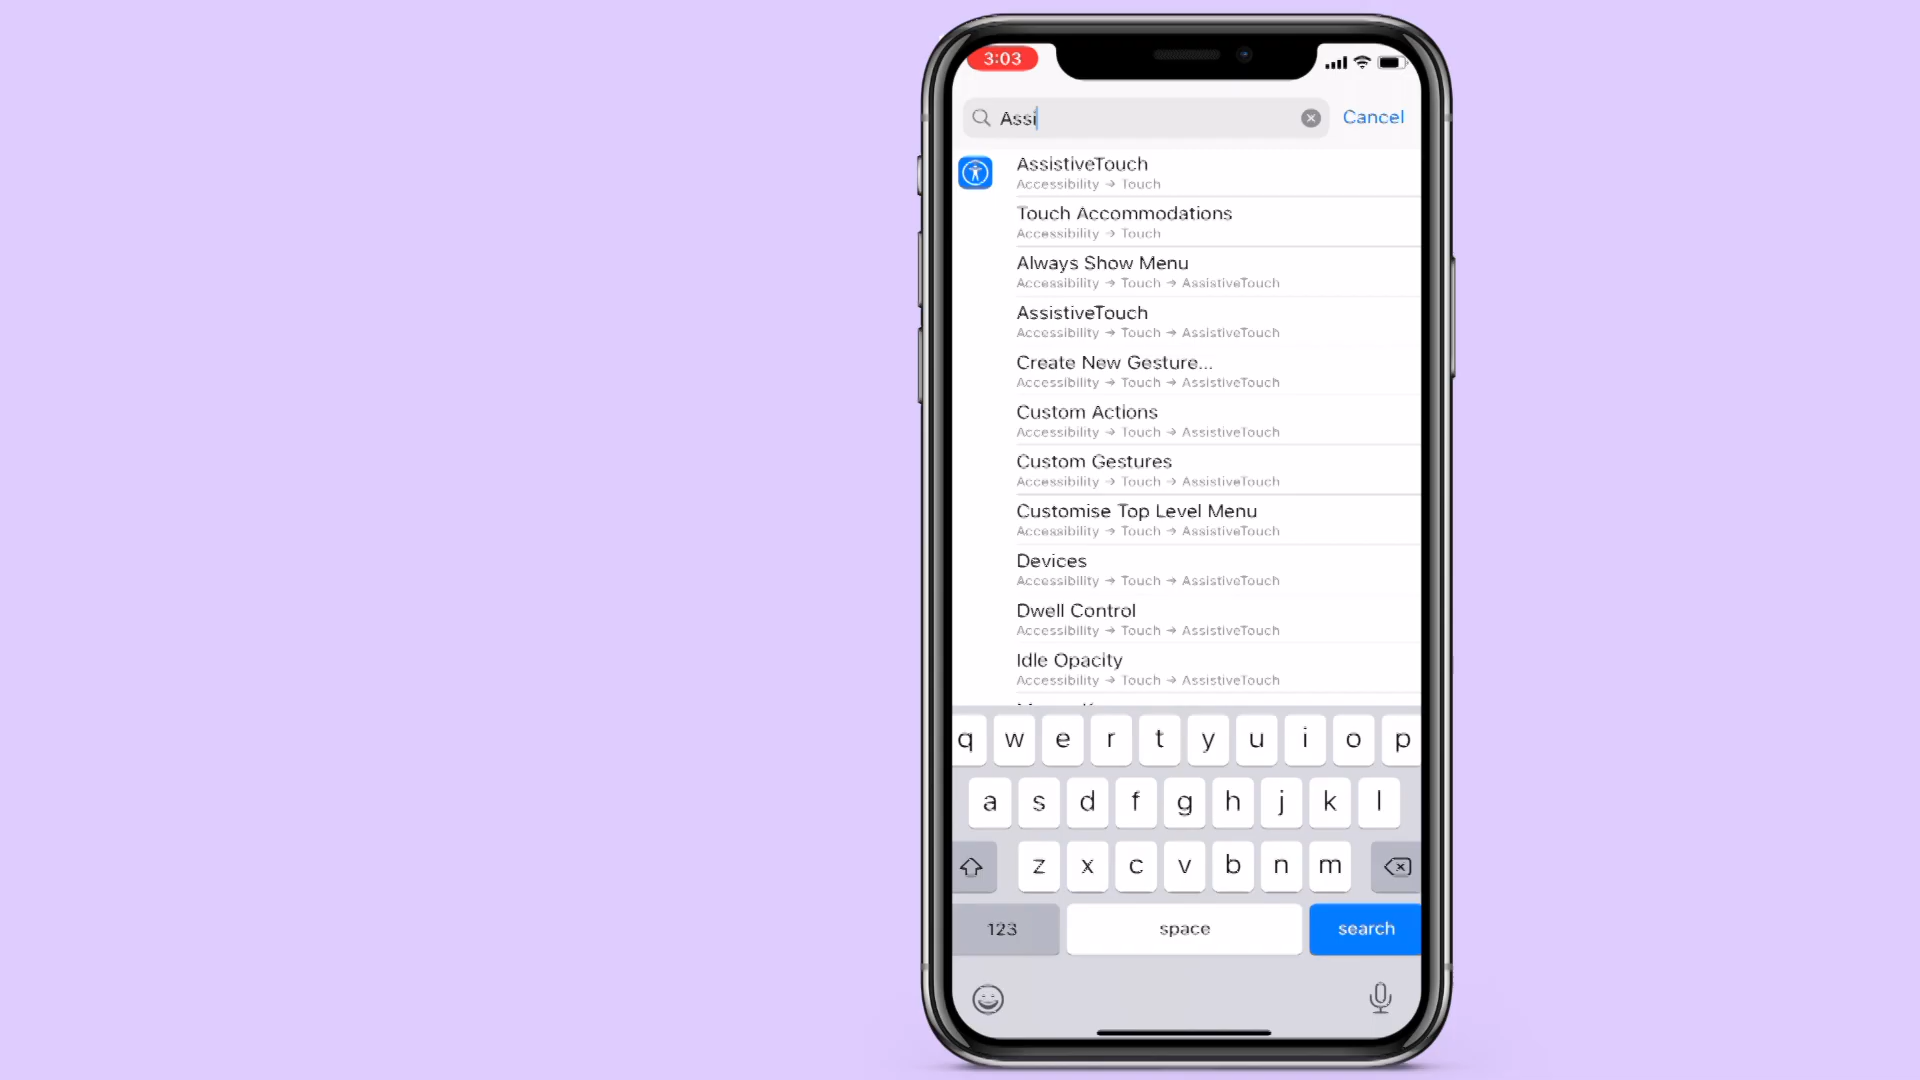 3:03
Assi
Cancel
AssistiveTouch
Accessibility → Touch
Touch Accommodations
Accessibility → Touch
Always Show Menu
Accessibility → Touch → AssistiveTouch
AssistiveTouch
Accessibility → Touch → AssistiveTouch
Create New Gesture...
Accessibility → Touch → AssistiveTouch
Custom Actions
Accessibility → Touch → AssistiveTouch
Custom Gestures
Accessibility → Touch → AssistiveTouch
Customise Top Level Menu
Accessibility → Touch → AssistiveTouch
Devices
Accessibility → Touch → AssistiveTouch
Dwell Control
Accessibility → Touch → AssistiveTouch
Idle Opacity
Accessibility → Touch → AssistiveTouch
q w e r t y u i o p
a s d f g h j k l
z x c v b n m
123 space search